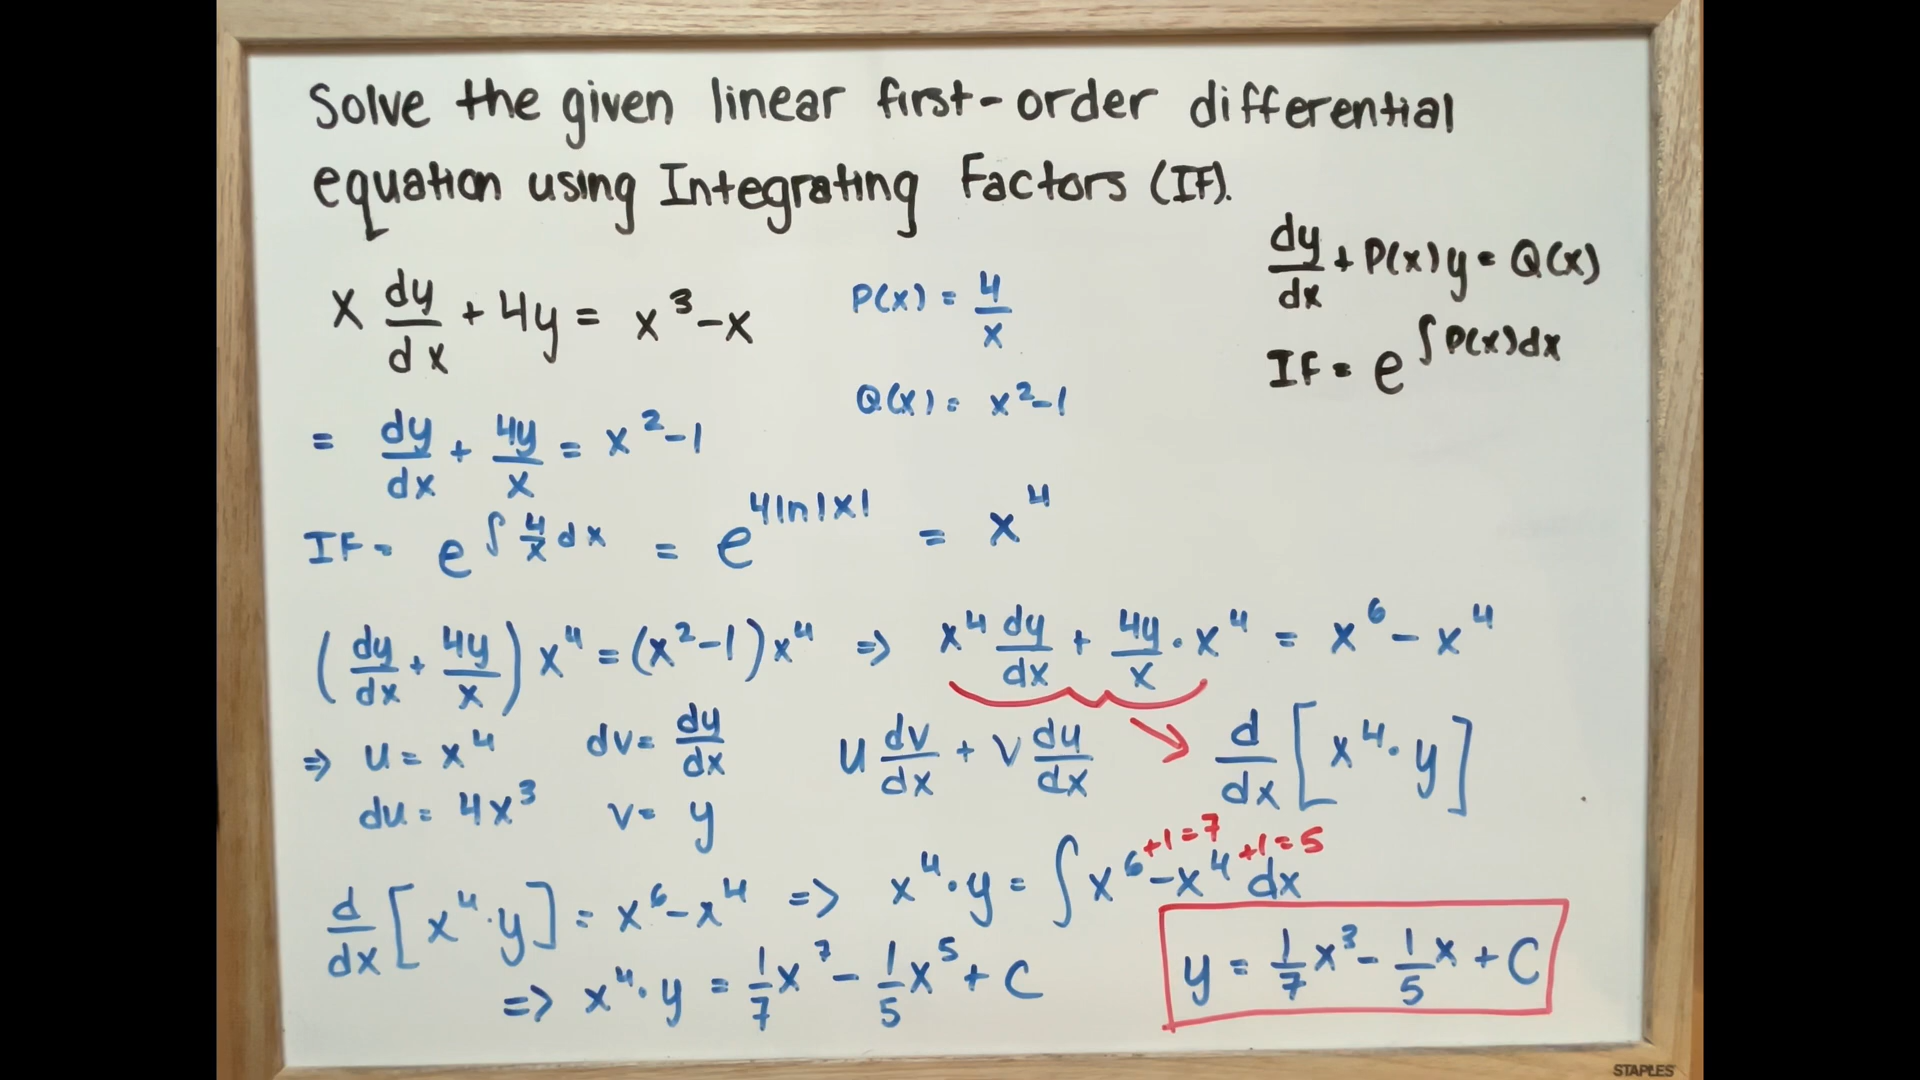 Solve the given linear first-order differential
equation using Integrating Factors (IF).
dy/dx + P(x)y = Q(x)
IF = e^∫P(x)dx
x dy/dx + 4y = x³-x
P(x) = 4/x
Q(x) = x²-1
= dy/dx + 4y/x = x²-1
IF = e^∫4/x dx = e^4ln|x| = x⁴
(dy/dx + 4y/x) x⁴ = (x²-1)x⁴ => x⁴ dy/dx + 4y/x · x⁴ = x⁶ - x⁴
=> u = x⁴ dv = dy/dx
du = 4x³ v = y
u dv/dx + v du/dx → d/dx [x⁴ · y]
+1=7 +1=5
d/dx [x⁴ · y] = x⁶ - x⁴ => x⁴ · y = ∫x⁶ - x⁴ dx
=> x⁴ · y = 1/7 x⁷ - 1/5 x⁵ + C
y = 1/7 x³ - 1/5 x + C
STAPLES